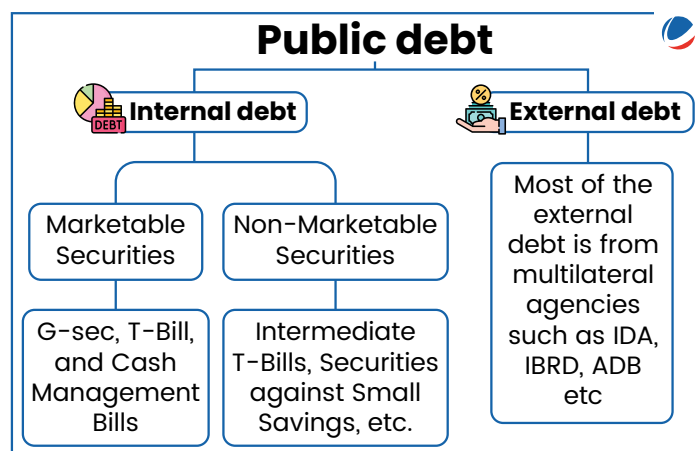 Public debt
DEBT
Internal debt
%
External debt
Marketable
Securities
Non-Marketable
Securities
G-sec, T-Bill,
and Cash
Management
Bills
Intermediate
T-Bills, Securities
against Small
Savings, etc.
Most of the
external
debt is from
multilateral
agencies
such as IDA,
IBRD, ADB
etc